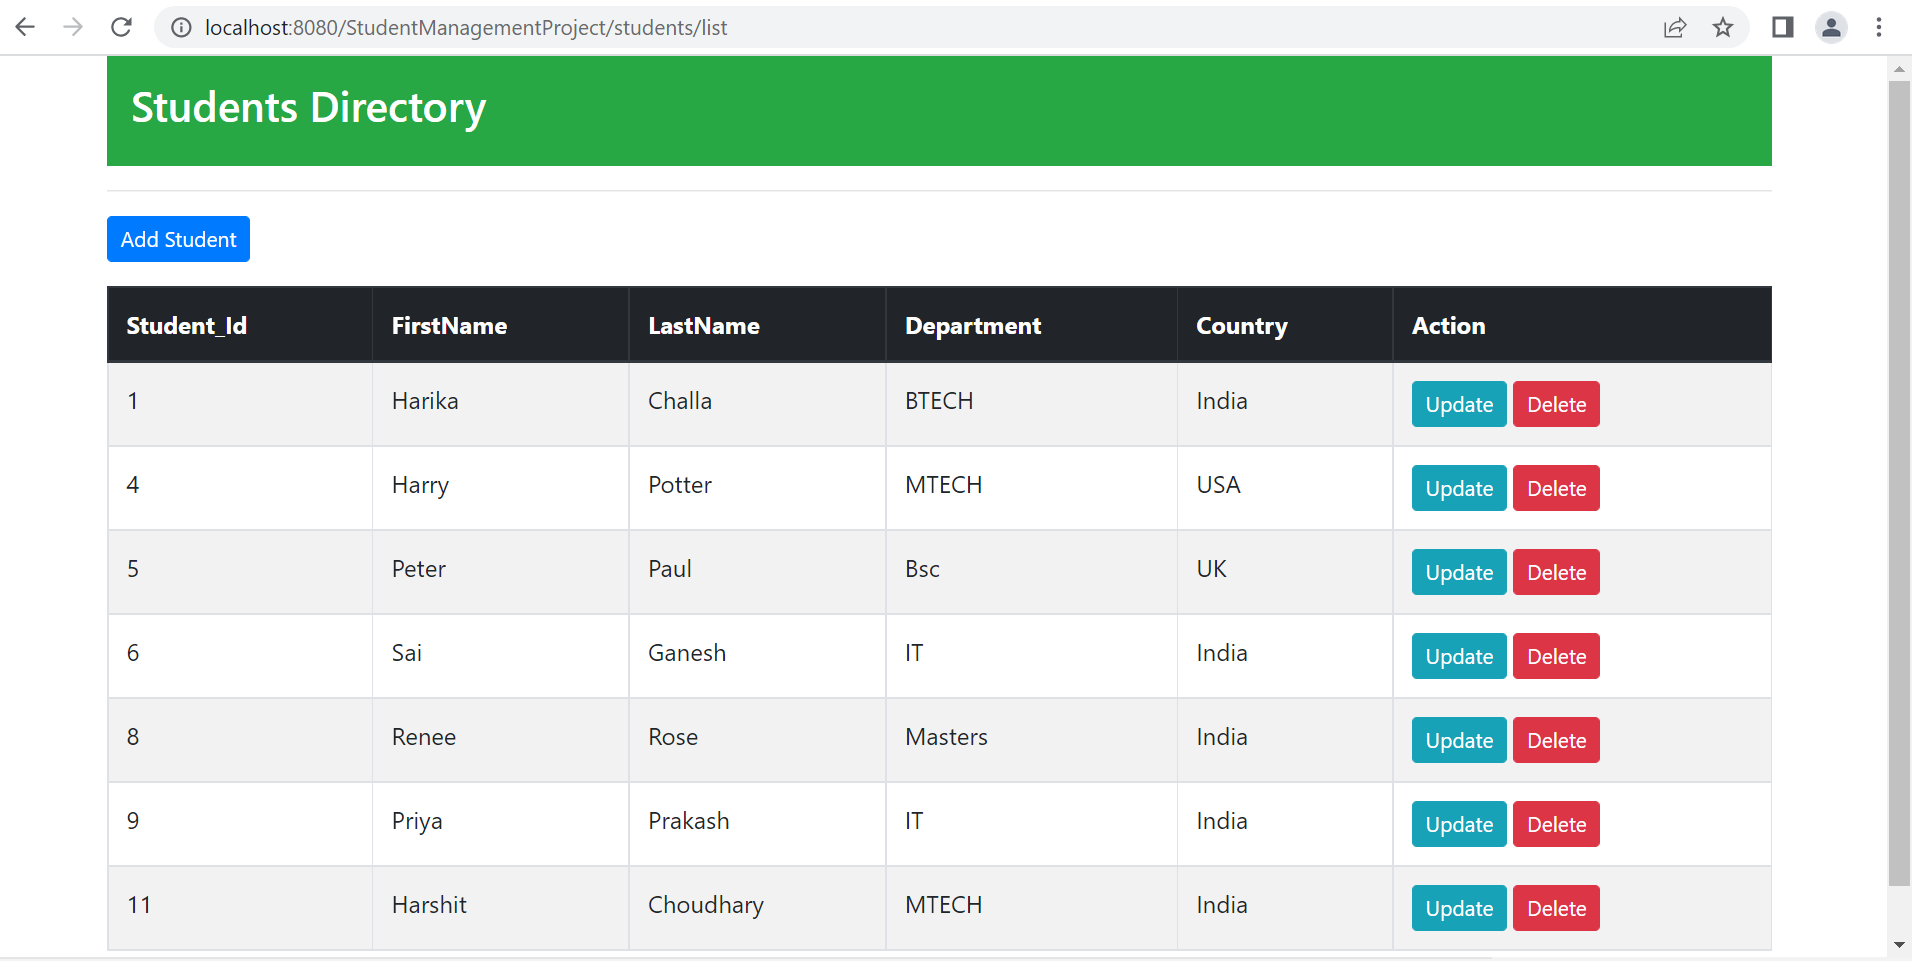 localhost:8080/StudentManagementProject/students/list
Students Directory
Add Student
Student_Id FirstName LastName Department Country Action
1 Harika Challa BTECH India Update Delete
4 Harry Potter MTECH USA Update Delete
5 Peter Paul Bsc UK Update Delete
6 Sai Ganesh IT India Update Delete
8 Renee Rose Masters India Update Delete
9 Priya Prakash IT India Update Delete
11 Harshit Choudhary MTECH India Update Delete